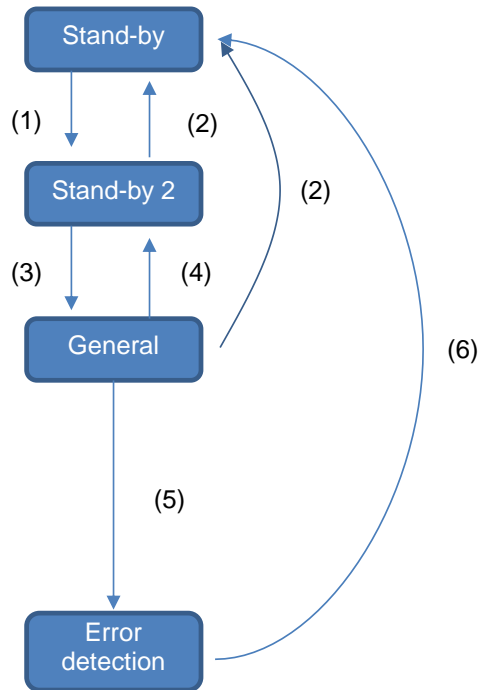 Stand-by
(1)
(2)
Stand-by 2
(2)
(3)
(4)
General
(6)
(5)
Error
detection